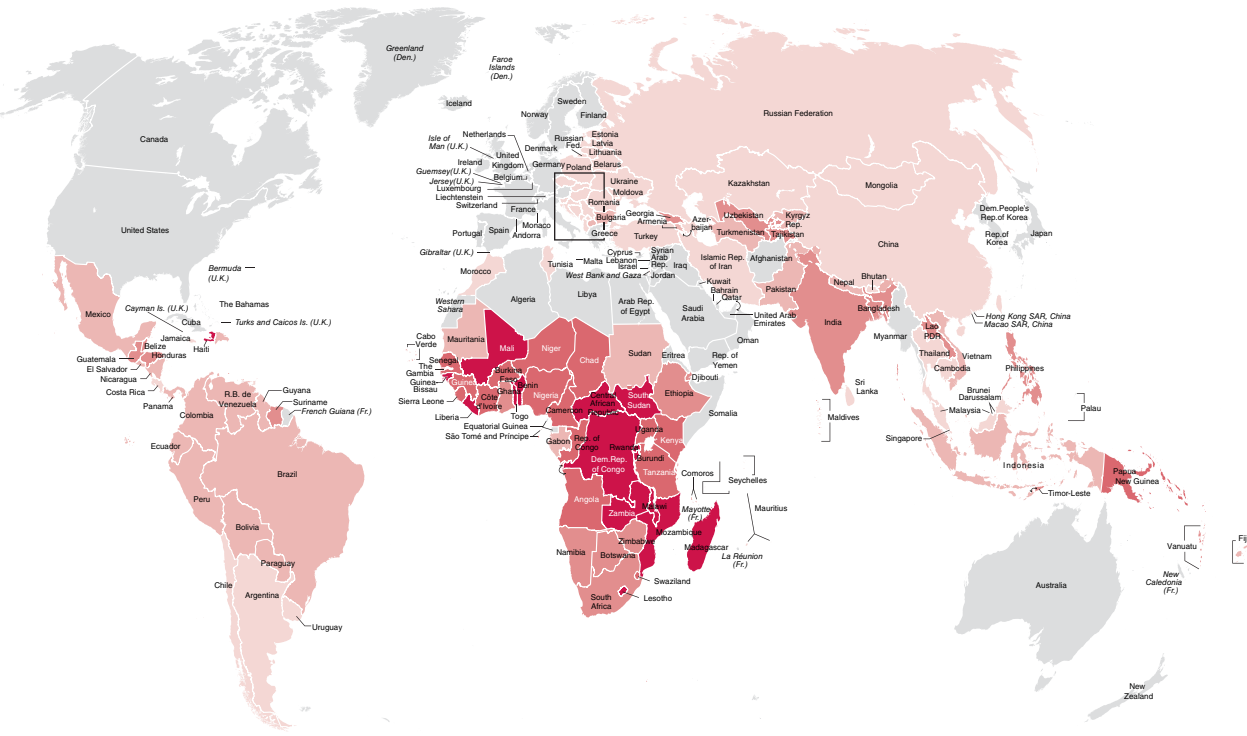 Greenland
(Den.)
Faroe
Islands
(Den.)
Iceland
Norway
Sweden
Finland
Russian Federation
Canada
Isle of
Man (U.K.)
Netherlands
Denmark
Russian
Fed.
Estonia
Latvia
Lithuania
Ireland
United
Kingdom
Germany
Poland
Belarus
Guernsey(U.K.)
Jersey(U.K.)
Belgium
Luxembourg
Liechtenstein
Switzerland
Ukraine
Moldova
Romania
Kazakhstan
Mongolia
France
Bulgaria
Georgia
Armenia
Azer-
baijan
Uzbekistan
Kyrgyz
Rep.
Turkmenistan
Tajikistan
Dem.People's
Rep.of Korea
Rep.of
Korea
Japan
United States
Portugal
Spain
Monaco
Andorra
Greece
Turkey
China
Gibraltar (U.K.)
Tunisia
Malta
Cyprus
Lebanon
Israel
Syrian
Arab
Rep.
Iraq
Islamic Rep.
of Iran
Afghanistan
Bermuda
(U.K.)
Morocco
West Bank and Gaza
Jordan
Kuwait
Bahrain
Qatar
Pakistan
Nepal
Bhutan
Algeria
Libya
Arab Rep.
of Egypt
Saudi
Arabia
United Arab
Emirates
Bangladesh
India
Myanmar
Hong Kong SAR, China
Macao SAR, China
Western
Sahara
Oman
Mexico
Cayman Is. (U.K.)
The Bahamas
Cuba
Turks and Caicos Is. (U.K.)
Jamaica
Belize
Haiti
Honduras
Guatemala
El Salvador
Nicaragua
Costa Rica
Panama
Cabo
Verde
Mauritania
Mali
Niger
Chad
Sudan
Eritrea
Rep. of
Yemen
Lao
PDR
Thailand
Vietnam
Cambodia
Philippines
Senegal
The
Gambia
Guinea-
Bissau
Guinea
Burkina
Faso
Benin
Ghana
Côte
d'Ivoire
Nigeria
Djibouti
Ethiopia
Somalia
South
Sudan
Central
African
Republic
Cameroon
Sierra Leone
Liberia
Togo
Equatorial Guinea
São Tomé and Príncipe
Sri
Lanka
Maldives
Brunei
Darussalam
Malaysia
Singapore
Palau
R.B. de
Venezuela
Guyana
Suriname
French Guiana (Fr.)
Colombia
Ecuador
Gabon
Rep. of
Congo
Dem.Rep.
of Congo
Uganda
Kenya
Rwanda
Burundi
Tanzania
Comoros
Seychelles
Indonesia
Papua
New Guinea
Timor-Leste
Brazil
Peru
Bolivia
Angola
Zambia
Malawi
Mayotte
(Fr.)
Mauritius
Mozambique
Madagascar
La Réunion
(Fr.)
Zimbabwe
Namibia
Botswana
Swaziland
Lesotho
South
Africa
Vanuatu
Fij
New
Caledonia
(Fr.)
Paraguay
Chile
Argentina
Uruguay
Australia
New
Zealand